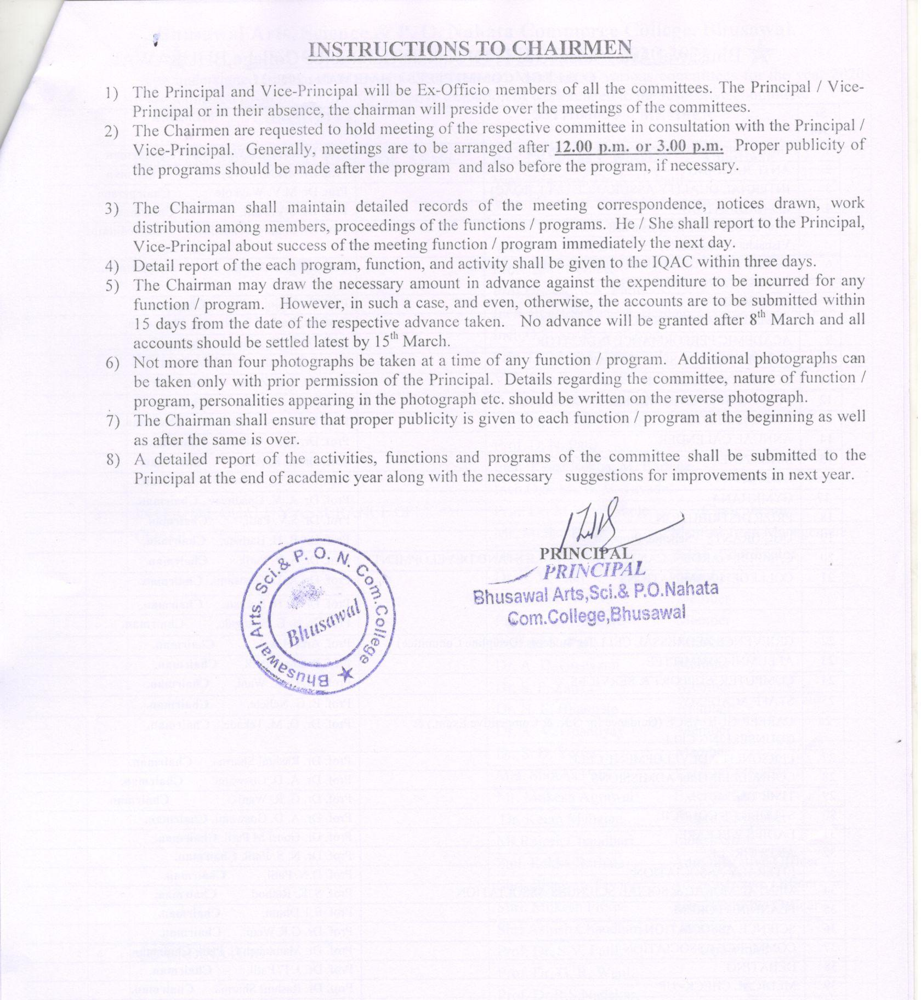 INSTRUCTIONS TO CHAIRMEN
1) The Principal and Vice-Principal will be Ex-Officio members of all the committees. The Principal / Vice-
Principal or in their absence, the chairman will preside over the meetings of the committees.
2) The Chairmen are requested to hold meeting of the respective committee in consultation with the Principal /
Vice-Principal. Generally, meetings are to be arranged after 12.00 p.m. or 3.00 p.m. Proper publicity of
the programs should be made after the program and also before the program, if necessary.
3) The Chairman shall maintain detailed records of the meeting correspondence, notices drawn, work
distribution among members, proceedings of the functions / programs. He / She shall report to the Principal,
Vice-Principal about success of the meeting function / program immediately the next day.
4) Detail report of the each program, function, and activity shall be given to the IQAC within three days.
5) The Chairman may draw the necessary amount in advance against the expenditure to be incurred for any
function / program. However, in such a case, and even, otherwise, the accounts are to be submitted within
15 days from the date of the respective advance taken. No advance will be granted after 8th March and all
accounts should be settled latest by 15th March.
6) Not more than four photographs be taken at a time of any function / program. Additional photographs can
be taken only with prior permission of the Principal. Details regarding the committee, nature of function /
program, personalities appearing in the photograph etc. should be written on the reverse photograph.
7) The Chairman shall ensure that proper publicity is given to each function / program at the beginning as well
as after the same is over.
8) A detailed report of the activities, functions and programs of the committee shall be submitted to the
Principal at the end of academic year along with the necessary suggestions for improvements in next year.
PRINCIPAL
PRINCIPAL
Bhusawal Arts,Sci.& P.O.Nahata
Com.College,Bhusawal
Bhusawal Arts. Sci.& P. O. N. Com.College ★
Bhusawal